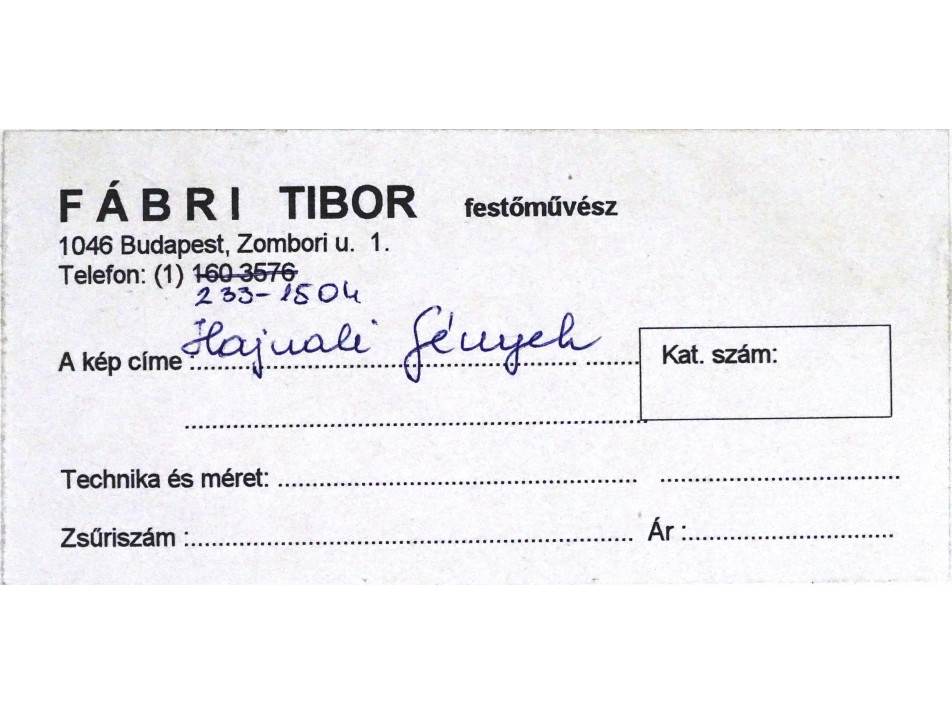 FÁBRI TIBOR festőművész
1046 Budapest, Zombori u. 1.
Telefon: (1) 160 3576
233-1504
A kép címe Hajnali fények
Kat. szám:
Technika és méret:
Zsűriszám :
Ár :